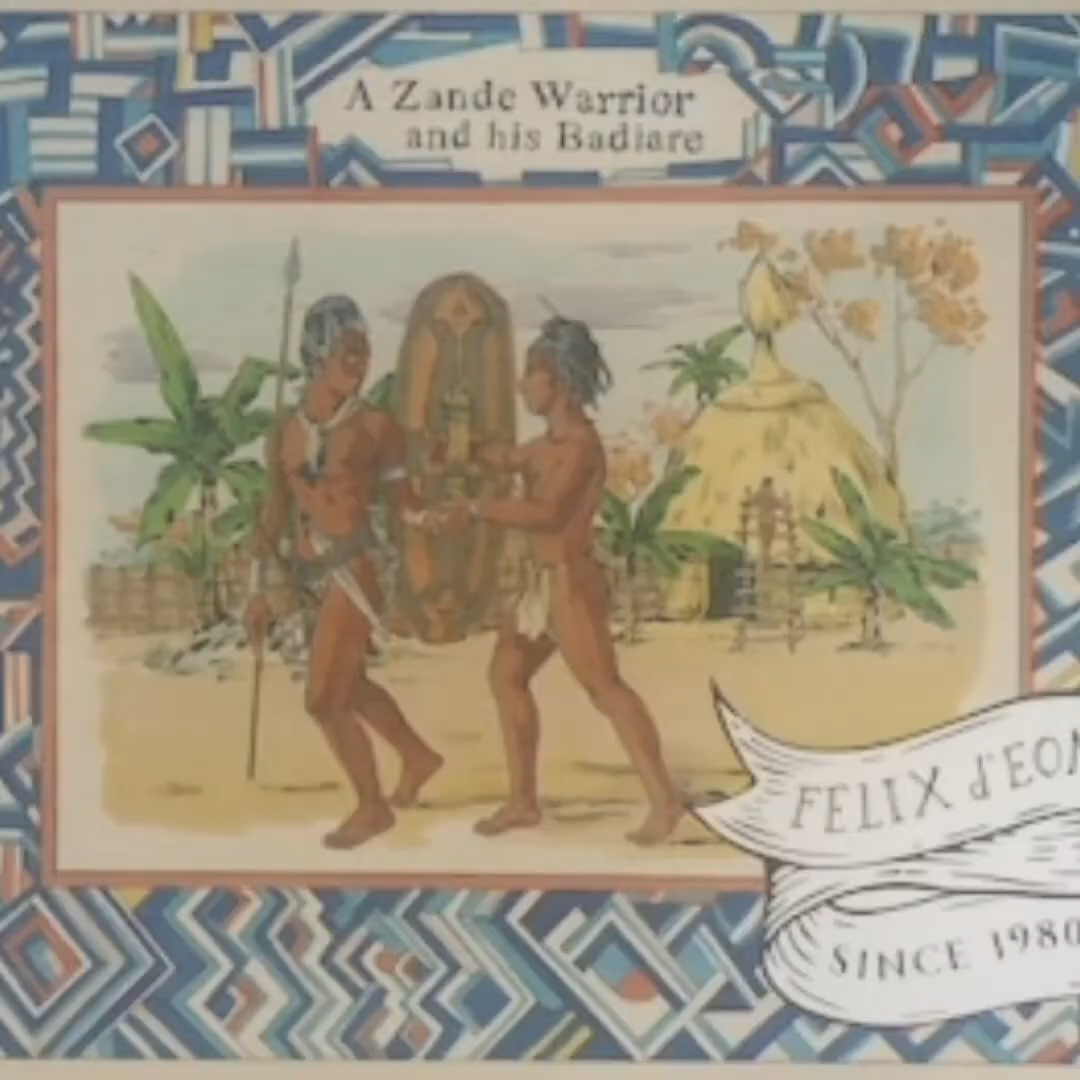 A Zande Warrior
and his Badiare
FELIX d'EON
SINCE 1980